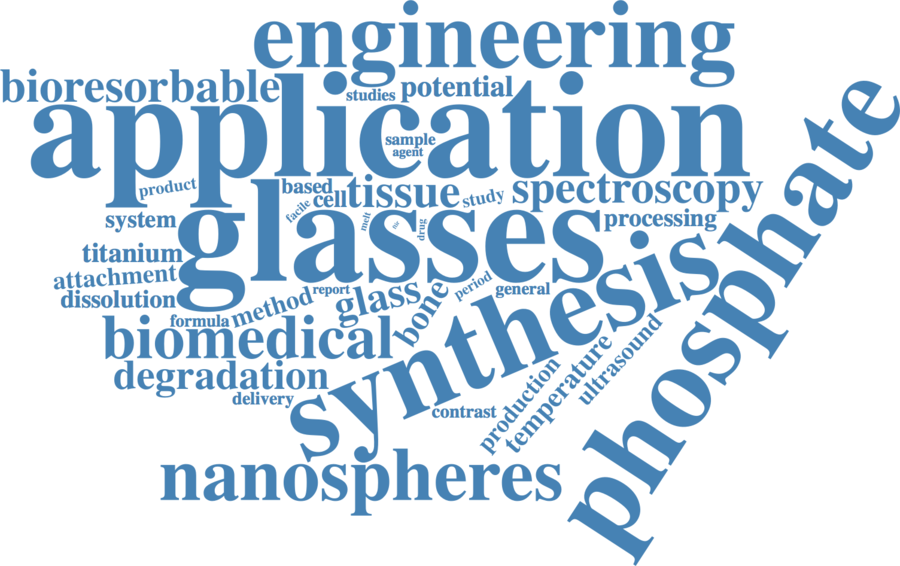 engineering
bioresorbable
studies
potential
application
sample
agent
product
based
cell
tissue
study
spectroscopy
facile
melt
drug
system
glasses
processing
titanium
attachment
dissolution
formula
method
report
glass
bone
period
general
synthesis
phosphate
biomedical
degradation
delivery
contrast
production
temperature
ultrasound
nanospheres